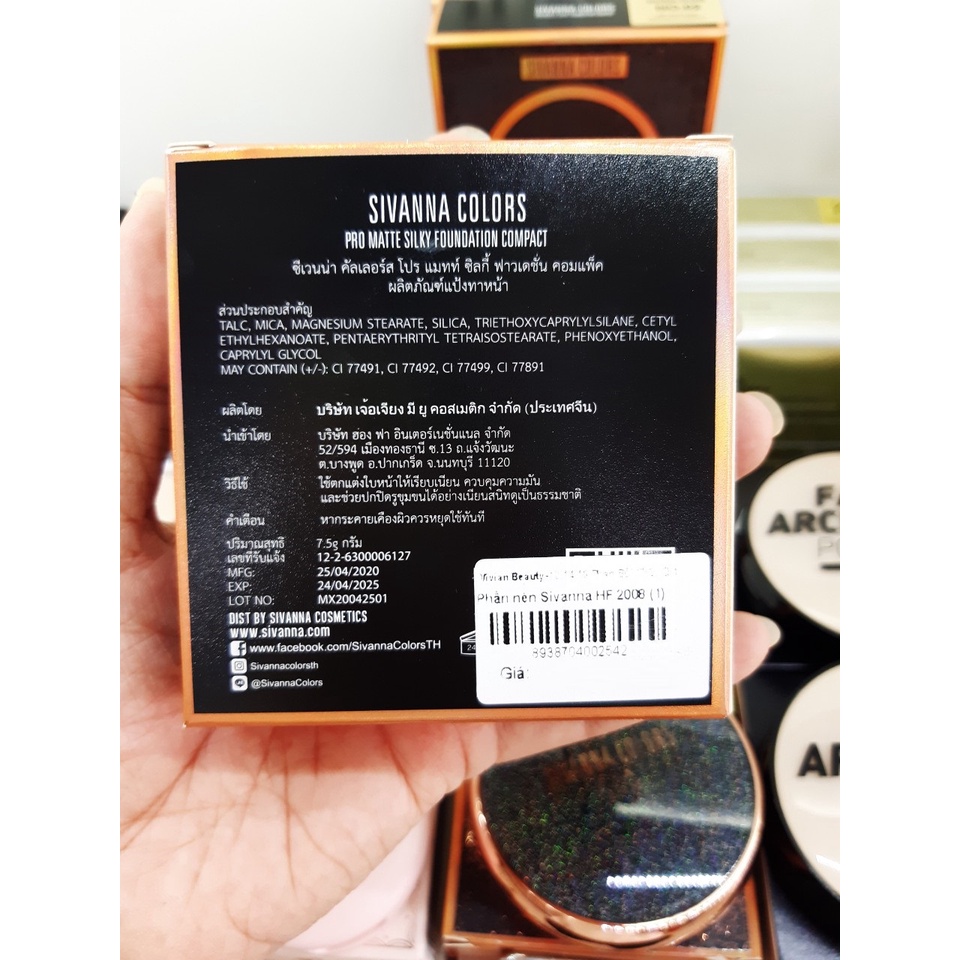 SIVANNA COLORS
SIVANNA COLORS
PRO MATTE SILKY FOUNDATION COMPACT
ซีเวนน่า คัลเลอร์ส โปร แมทท์ ซิลกี้ ฟาวเดชั่น คอมแพ็ค
ผลิตภัณฑ์แป้งทาหน้า
ส่วนประกอบสำคัญ
TALC, MICA, MAGNESIUM STEARATE, SILICA, TRIETHOXYCAPRYLYLSILANE, CETYL
ETHYLHEXANOATE, PENTAERYTHRITYL TETRAISOSTEARATE, PHENOXYETHANOL,
CAPRYLYL GLYCOL
MAY CONTAIN (+/-): CI 77491, CI 77492, CI 77499, CI 77891
ผลิตโดย บริษัท เจ้อเจียง มี ยู คอสเมติก จำกัด (ประเทศจีน)
นำเข้าโดย บริษัท ฮ่อง ฟา อินเตอร์เนชั่นแนล จำกัด
52/594 เมืองทองธานี ซ.13 ถ.แจ้งวัฒนะ
ต.บางพูด อ.ปากเกร็ด จ.นนทบุรี 11120
วิธีใช้ ใช้ตกแต่งใบหน้าให้เรียบเนียน ควบคุมความมัน
และช่วยปกปิดรูขุมขนได้อย่างเนียนสนิทดูเป็นธรรมชาติ
คำเตือน หากระคายเคืองผิวควรหยุดใช้ทันที
ปริมาณสุทธิ 7.5g กรัม
เลขที่รับแจ้ง 12-2-6300006127
MFG: 25/04/2020
EXP: 24/04/2025
LOT NO: MX20042501
DIST BY SIVANNA COSMETICS
www.sivanna.com
www.facebook.com/SivannaColorsTH
Sivannacolorsth
@SivannaColors
24
Vivian Beauty
Phấn nén Sivanna HF 2008 (1)
8938704002642
Giá:
FA
ARC
PO
AR